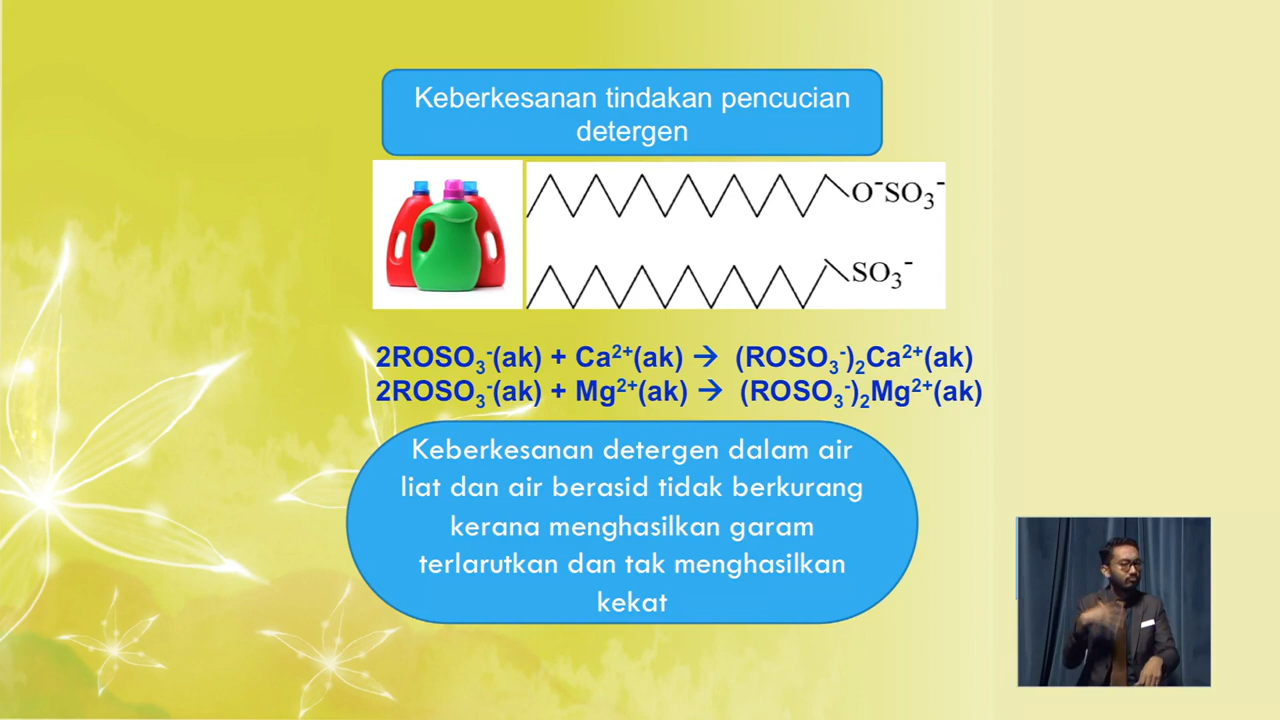 Keberkesanan tindakan pencucian
detergen
O⁻SO₃⁻
SO₃⁻
2ROSO₃⁻(ak) + Ca²⁺(ak) → (ROSO₃⁻)₂Ca²⁺(ak)
2ROSO₃⁻(ak) + Mg²⁺(ak) → (ROSO₃⁻)₂Mg²⁺(ak)
Keberkesanan detergen dalam air
liat dan air berasid tidak berkurang
kerana menghasilkan garam
terlarutkan dan tak menghasilkan
kekat